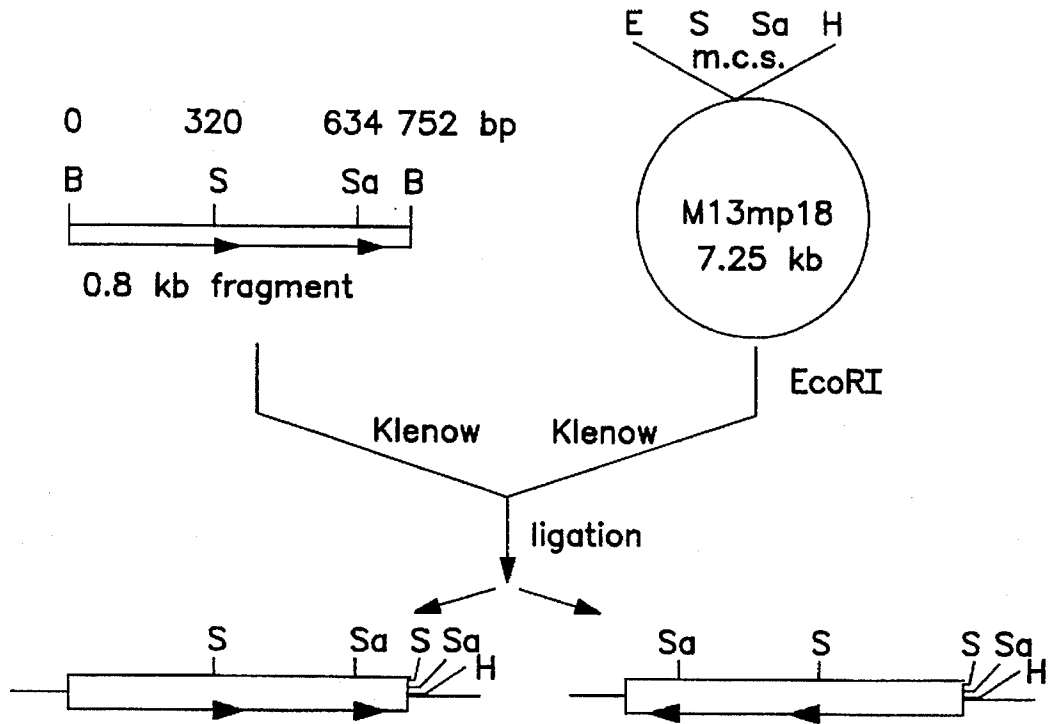 E S Sa H
m.c.s.
0 320 634 752 bp
B S Sa B
M13mp18
7.25 kb
0.8 kb fragment
EcoRI
Klenow Klenow
ligation
S Sa S Sa H
Sa S S Sa H